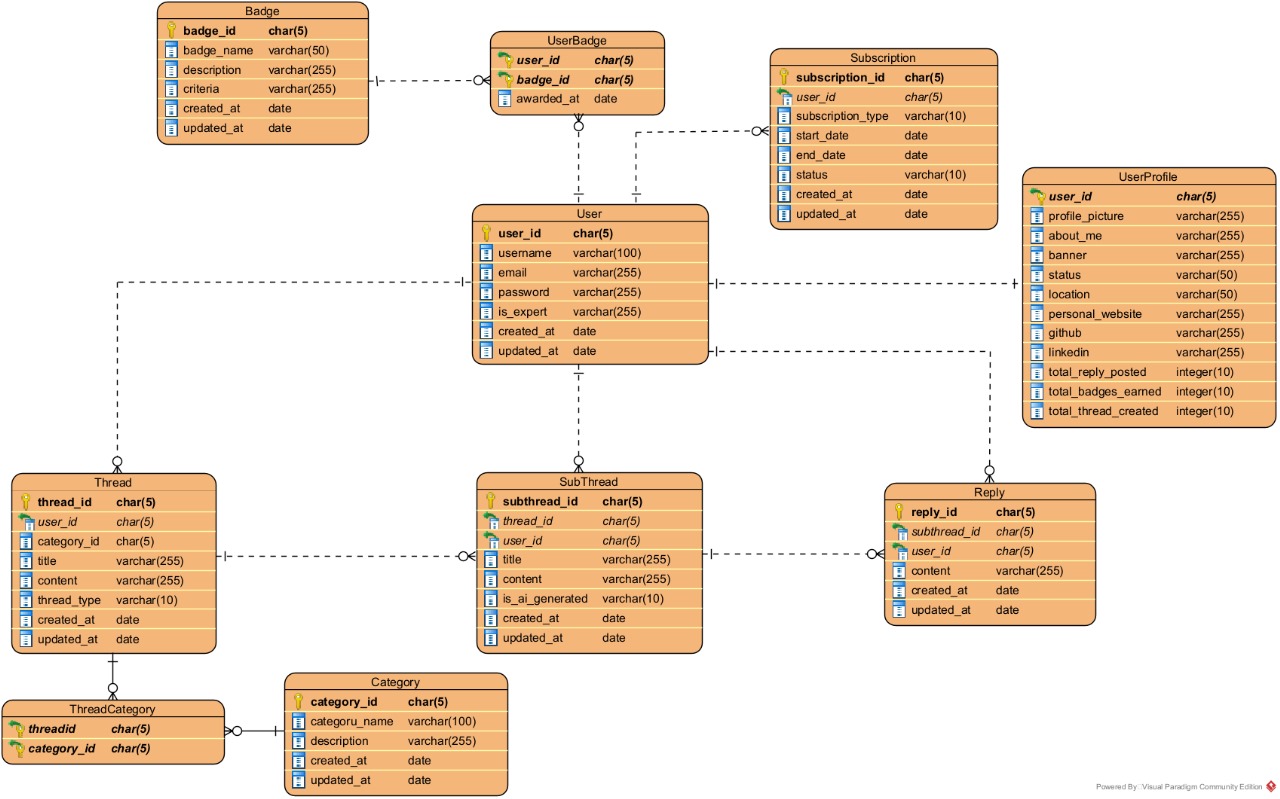 Badge
badge_id char(5)
badge_name varchar(50)
description varchar(255)
criteria varchar(255)
created_at date
updated_at date
UserBadge
user_id char(5)
badge_id char(5)
awarded_at date
Subscription
subscription_id char(5)
user_id char(5)
subscription_type varchar(10)
start_date date
end_date date
status varchar(10)
created_at date
updated_at date
UserProfile
user_id char(5)
profile_picture varchar(255)
about_me varchar(255)
banner varchar(255)
status varchar(50)
location varchar(50)
personal_website varchar(255)
github varchar(255)
linkedin varchar(255)
total_reply_posted integer(10)
total_badges_earned integer(10)
total_thread_created integer(10)
User
user_id char(5)
username varchar(100)
email varchar(255)
password varchar(255)
is_expert varchar(255)
created_at date
updated_at date
Thread
thread_id char(5)
user_id char(5)
category_id char(5)
title varchar(255)
content varchar(255)
thread_type varchar(10)
created_at date
updated_at date
SubThread
subthread_id char(5)
thread_id char(5)
user_id char(5)
title varchar(255)
content varchar(255)
is_ai_generated varchar(10)
created_at date
updated_at date
Reply
reply_id char(5)
subthread_id char(5)
user_id char(5)
content varchar(255)
created_at date
updated_at date
ThreadCategory
threadid char(5)
category_id char(5)
Category
category_id char(5)
categoru_name varchar(100)
description varchar(255)
created_at date
updated_at date
Powered By Visual Paradigm Community Edition